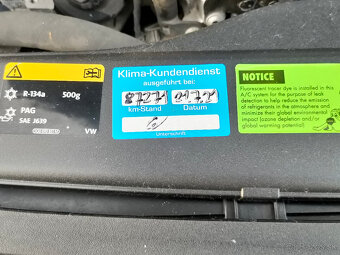 R-134a 500g
PAG
SAE J639
VW
Klima-Kundendienst
ausgeführt bei:
km-Stand Datum
Unterschrift
NOTICE
Fluorescent tracer dye is installed in this
A/C system for the purpose of leak
detection to help reduce the emission
of refrigerants in the atmosphere, and
minimize their global environmental
impact (ozone depletion and/or
global warming).